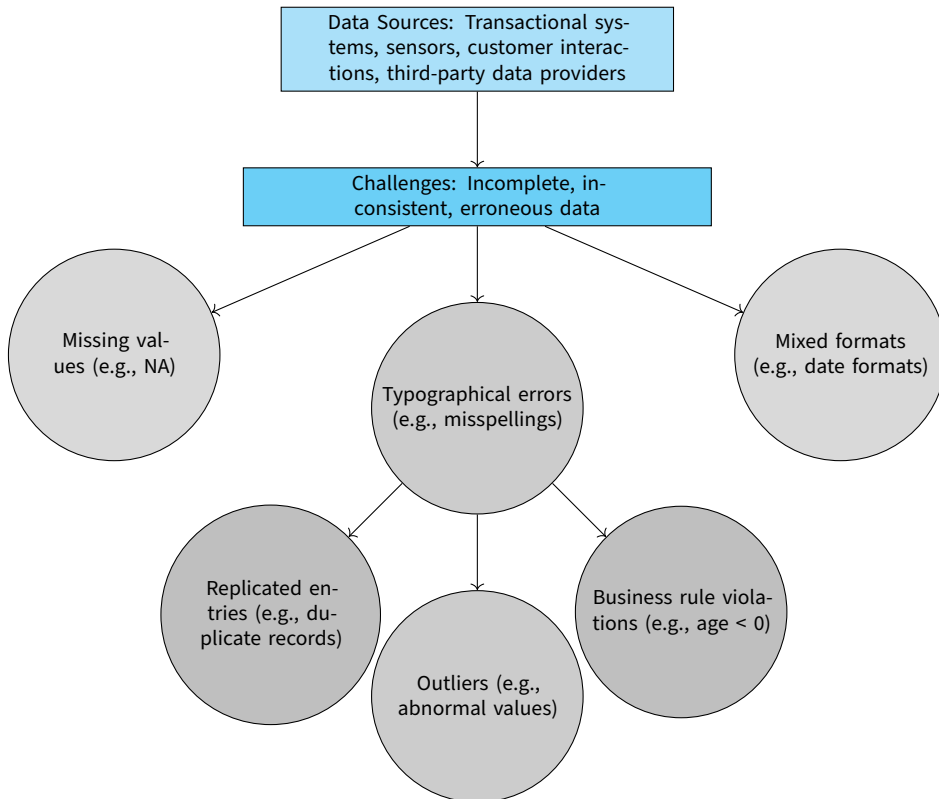 Data Sources: Transactional sys-
tems, sensors, customer interac-
tions, third-party data providers
Challenges: Incomplete, in-
consistent, erroneous data
Missing val-
ues (e.g., NA)
Typographical errors
(e.g., misspellings)
Mixed formats
(e.g., date formats)
Replicated en-
tries (e.g., du-
plicate records)
Outliers (e.g.,
abnormal values)
Business rule viola-
tions (e.g., age < 0)